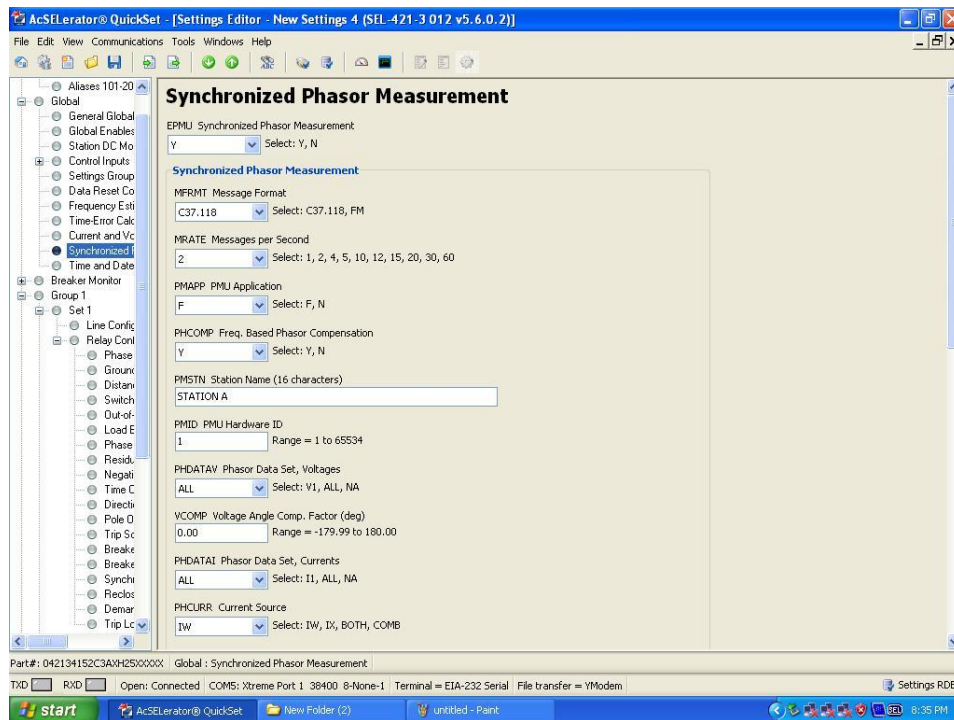 AcSELerator® QuickSet - [Settings Editor - New Settings 4 (SEL-421-3 012 v5.6.0.2)]
File Edit View Communications Tools Windows Help
Aliases 101-20
Global
General Global
Global Enables
Station DC Mo
Control Inputs
Settings Group
Data Reset Co
Frequency Esti
Time-Error Calc
Current and Vo
Synchronized P
Time and Date
Breaker Monitor
Group 1
Set 1
Line Config
Relay Conf
Phase
Ground
Distan
Switch
Out-of-
Load E
Phase
Residu
Negati
Time O
Directi
Pole O
Trip Sc
Breake
Breake
Synchr
Reclos
Demar
Trip Lo
Synchronized Phasor Measurement
EPMU Synchronized Phasor Measurement
Y Select: Y, N
Synchronized Phasor Measurement
MFRMT Message Format
C37.118 Select: C37.118, FM
MRATE Messages per Second
2 Select: 1, 2, 4, 5, 10, 12, 15, 20, 30, 60
PMAPP PMU Application
F Select: F, N
PHCOMP Freq. Based Phasor Compensation
Y Select: Y, N
PMSTN Station Name (16 characters)
STATION A
PMID PMU Hardware ID
1 Range = 1 to 65534
PHDATAV Phasor Data Set, Voltages
ALL Select: V1, ALL, NA
VCOMP Voltage Angle Comp. Factor (deg)
0.00 Range = -179.99 to 180.00
PHDATAI Phasor Data Set, Currents
ALL Select: I1, ALL, NA
PHCURR Current Source
IW Select: IW, IX, BOTH, COMB
Part#: 042134152C3AXH25XXXXX Global : Synchronized Phasor Measurement
TXD RXD Open: Connected COM5: Xtreme Port 1 38400 8-None-1 Terminal = EIA-232 Serial File transfer = YModem Settings RDB
start AcSELerator® QuickSet New Folder (2) untitled - Paint SEL 8:35 PM